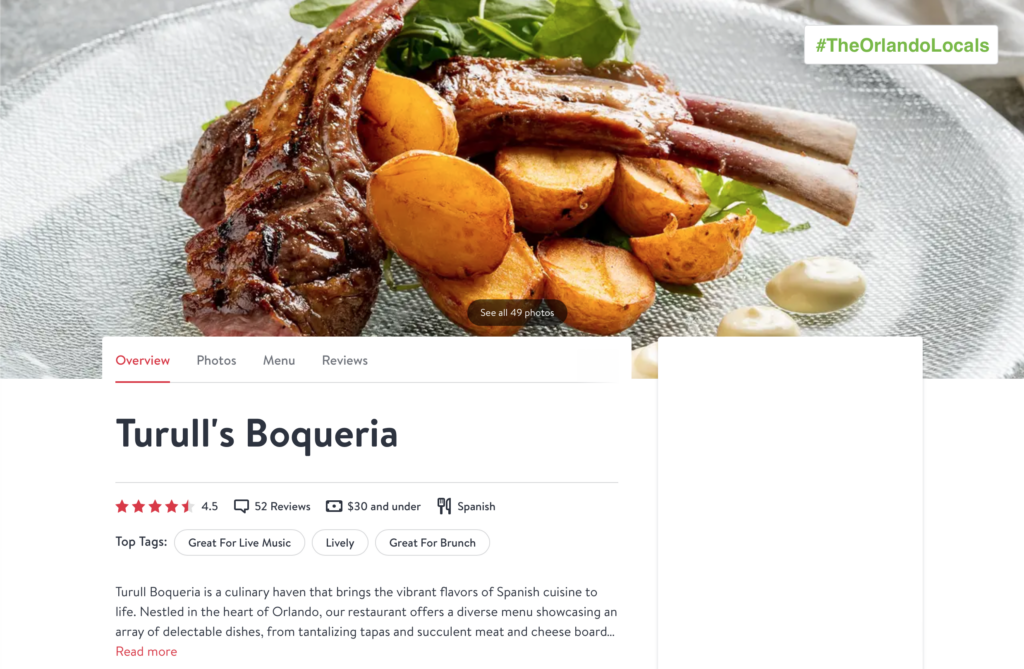 #TheOrlandoLocals
See all 49 photos
Overview Photos Menu Reviews
Turull's Boqueria
4.5 52 Reviews $30 and under Spanish
Top Tags: Great For Live Music Lively Great For Brunch
Turull Boqueria is a culinary haven that brings the vibrant flavors of Spanish cuisine to
life. Nestled in the heart of Orlando, our restaurant offers a diverse menu showcasing an
array of delectable dishes, from tantalizing tapas and succulent meat and cheese board...
Read more